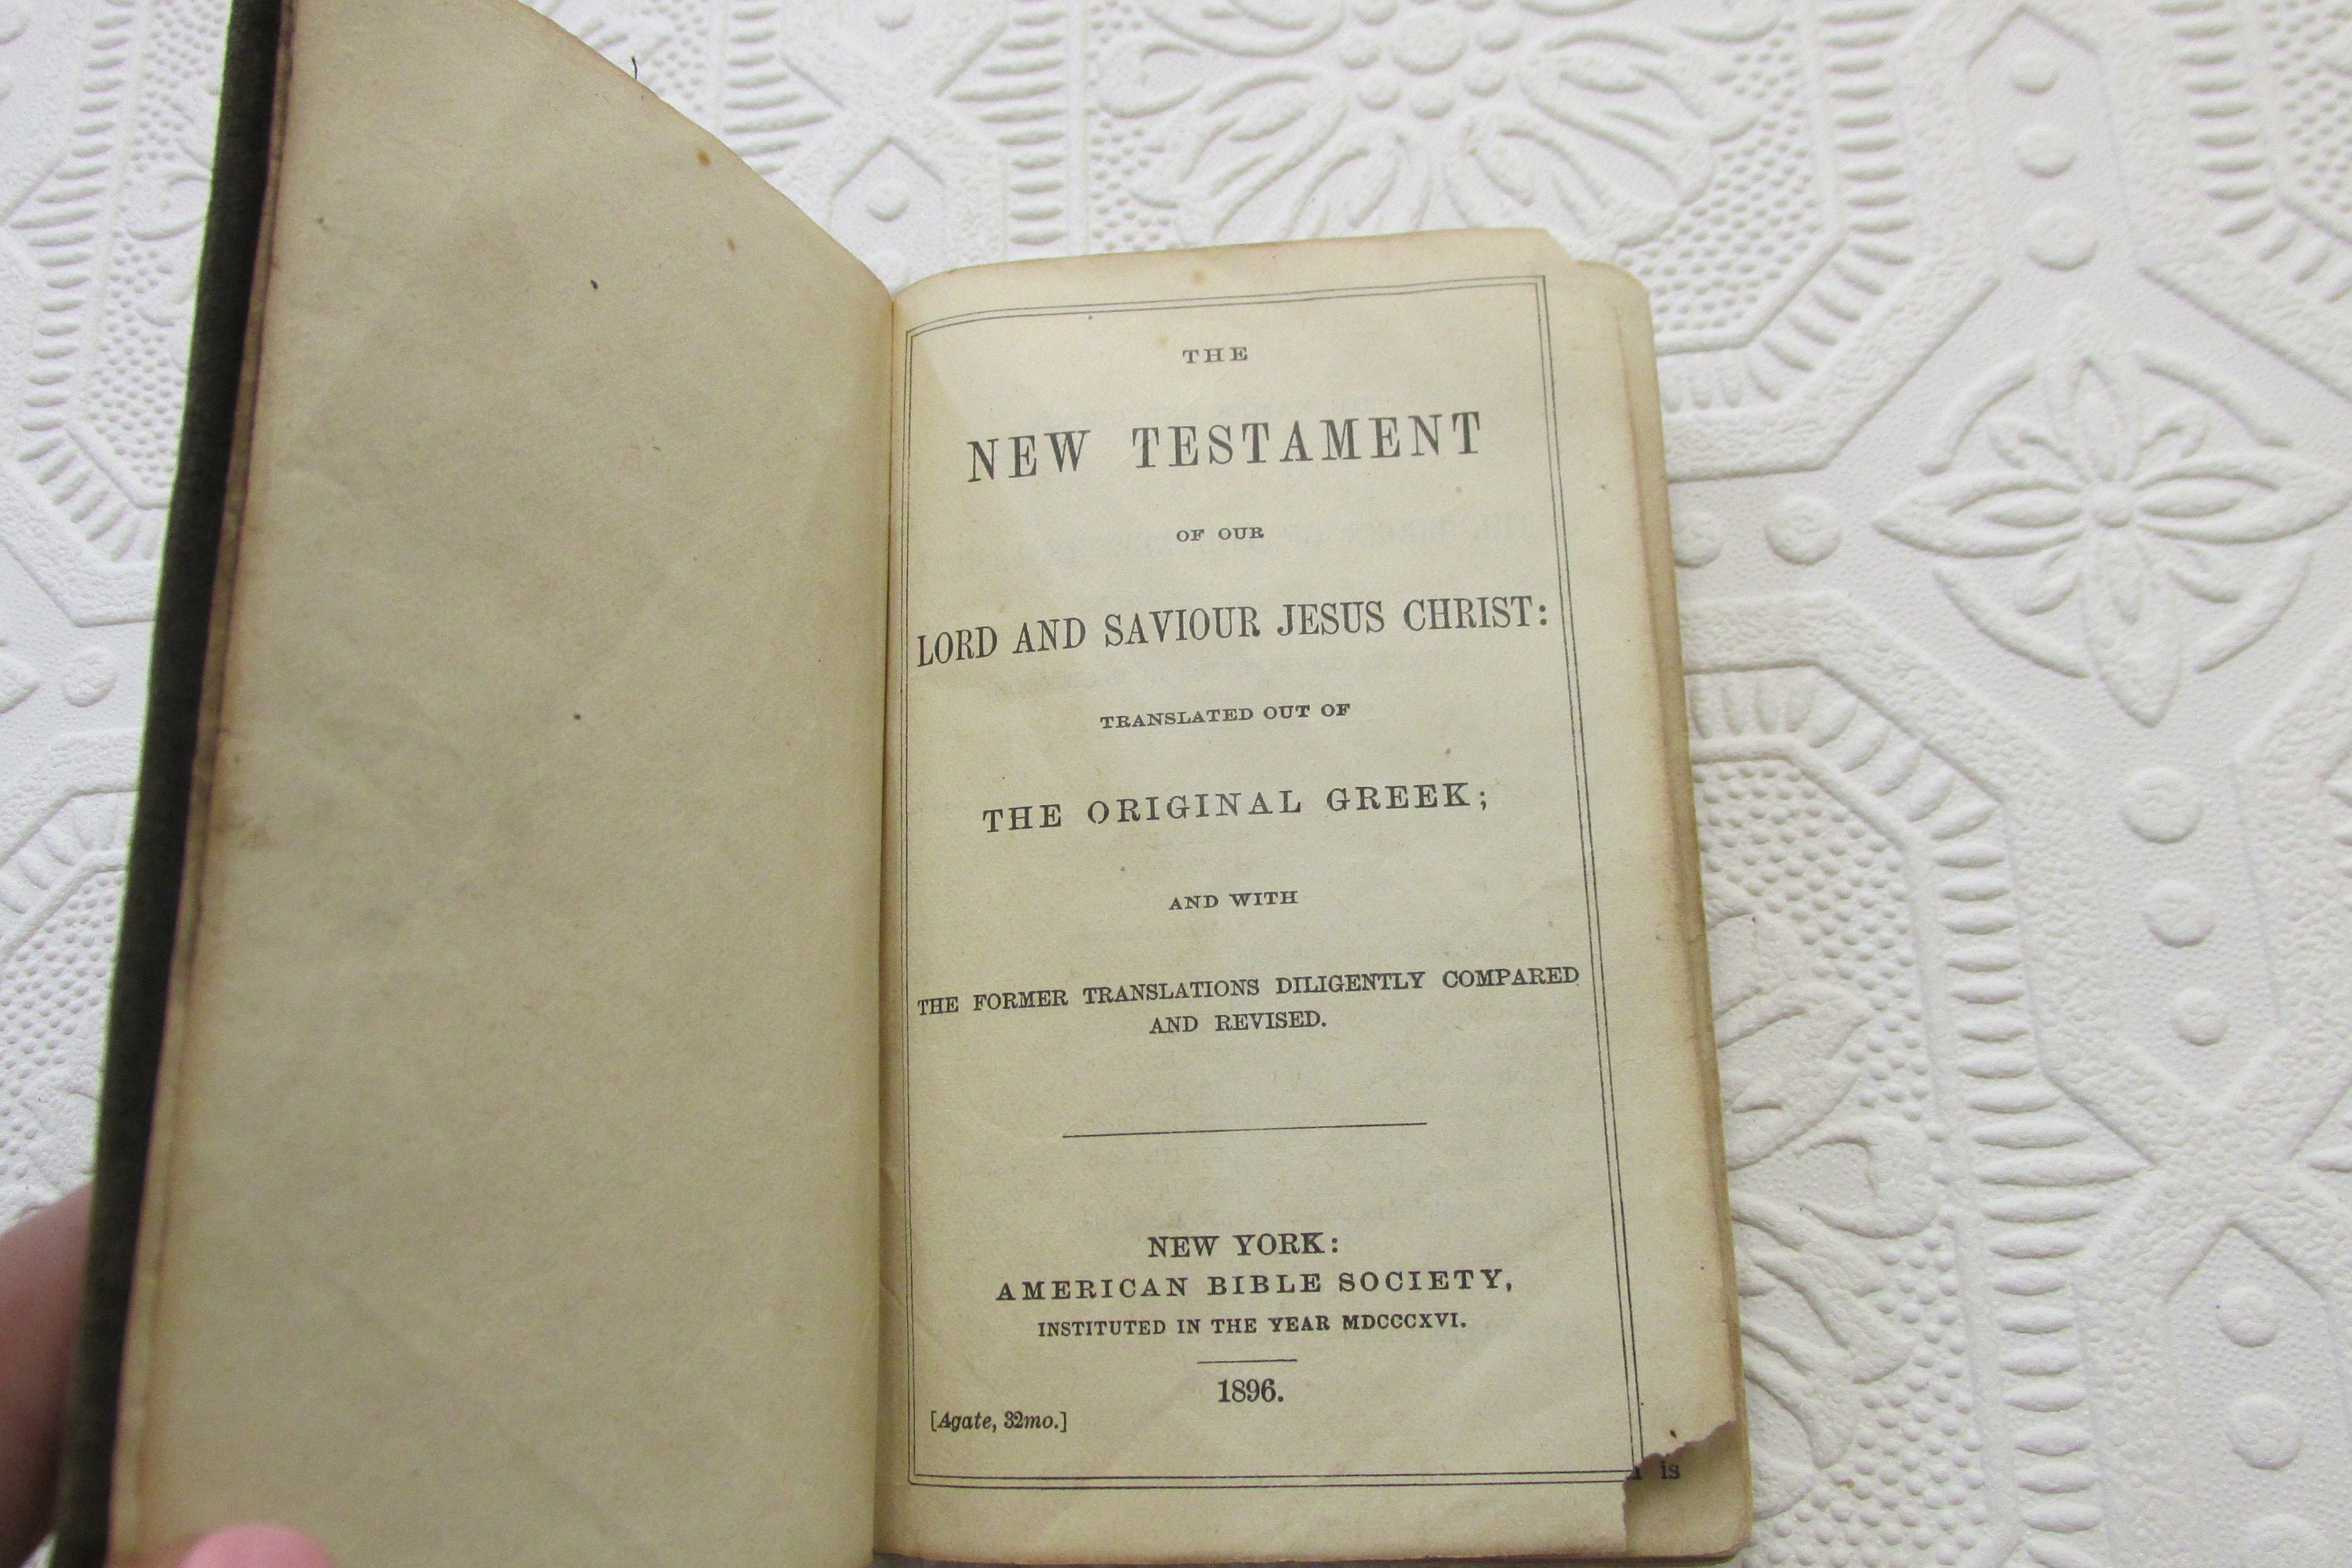 THE
NEW TESTAMENT
OF OUR
LORD AND SAVIOUR JESUS CHRIST:
TRANSLATED OUT OF
THE ORIGINAL GREEK;
AND WITH
THE FORMER TRANSLATIONS DILIGENTLY COMPARED
AND REVISED.
NEW YORK:
AMERICAN BIBLE SOCIETY,
INSTITUTED IN THE YEAR MDCCCXVI.
1896.
[Agate, 32mo.]
is